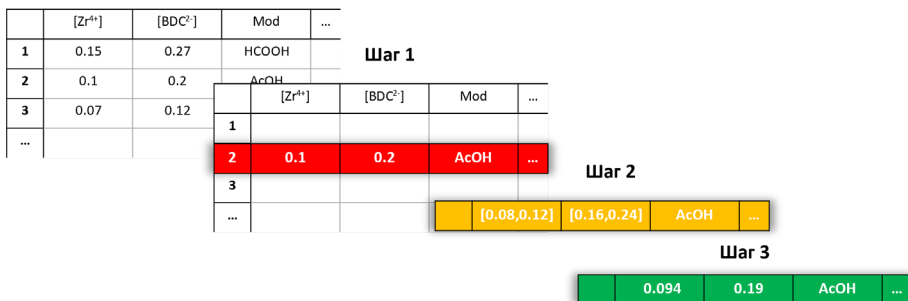 [Zr⁴⁺] [BDC²⁻] Mod ...
1 0.15 0.27 HCOOH
2 0.1 0.2 AcOH
3 0.07 0.12
...
Шаг 1
[Zr⁴⁺] [BDC²⁻] Mod ...
1
2 0.1 0.2 AcOH ...
3
...
Шаг 2
[0.08,0.12] [0.16,0.24] AcOH ...
Шаг 3
0.094 0.19 AcOH ...